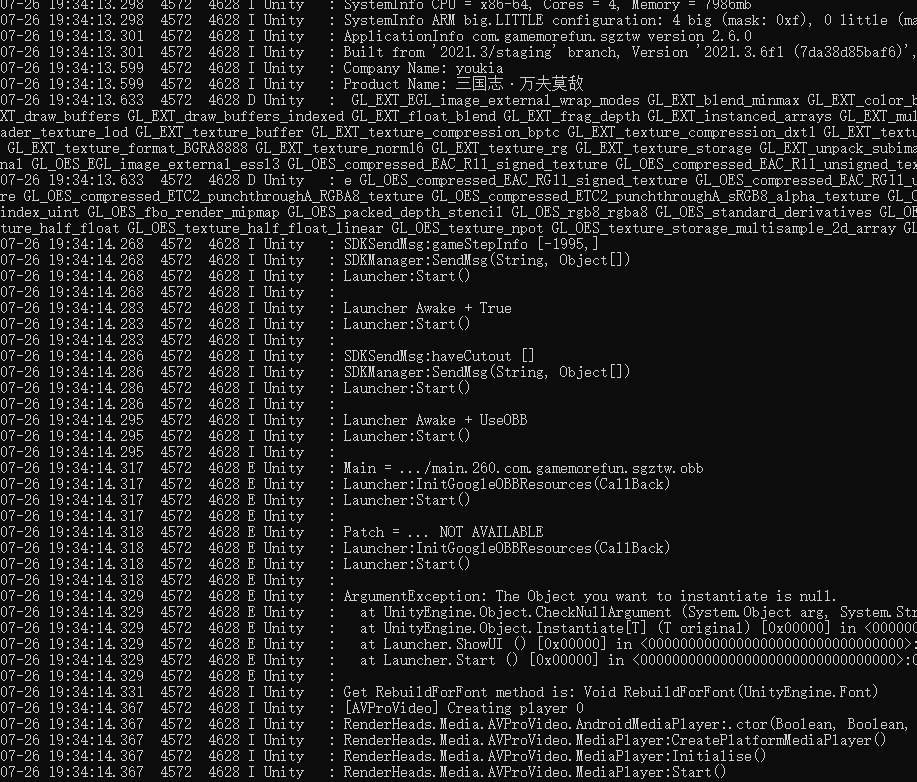 07-26 19:34:13.298  4572  4628 I Unity   : SystemInfo CPU = x86-64, Cores = 4, Memory = 7986mb
07-26 19:34:13.298  4572  4628 I Unity   : SystemInfo ARM big.LITTLE configuration: 4 big (mask: 0xf), 0 little (ma
07-26 19:34:13.301  4572  4628 I Unity   : ApplicationInfo com.gamemorefun.sgztw version 2.6.0
07-26 19:34:13.301  4572  4628 I Unity   : Built from '2021.3/staging' branch, Version '2021.3.6f1 (7da38d85baf6)',
07-26 19:34:13.599  4572  4628 I Unity   : Company Name: youkia
07-26 19:34:13.599  4572  4628 I Unity   : Product Name: 三国志·万夫莫敌
07-26 19:34:13.633  4572  4628 D Unity   :  GL_EXT_EGL_image_external_wrap_modes GL_EXT_blend_minmax GL_EXT_color_b
XT_draw_buffers GL_EXT_draw_buffers_indexed GL_EXT_float_blend GL_EXT_frag_depth GL_EXT_instanced_arrays GL_EXT_mul
ader_texture_lod GL_EXT_texture_buffer GL_EXT_texture_compression_bptc GL_EXT_texture_compression_dxt1 GL_EXT_textu
 GL_EXT_texture_format_BGRA8888 GL_EXT_texture_norm16 GL_EXT_texture_rg GL_EXT_texture_storage GL_EXT_unpack_subima
nal GL_OES_EGL_image_external_essl3 GL_OES_compressed_EAC_R11_signed_texture GL_OES_compressed_EAC_R11_unsigned_tex
07-26 19:34:13.633  4572  4628 D Unity   : e GL_OES_compressed_EAC_RG11_signed_texture GL_OES_compressed_EAC_RG11_u
re GL_OES_compressed_ETC2_punchthroughA_RGBA8_texture GL_OES_compressed_ETC2_punchthroughA_sRGB8_alpha_texture GL_O
index_uint GL_OES_fbo_render_mipmap GL_OES_packed_depth_stencil GL_OES_rgb8_rgba8 GL_OES_standard_derivatives GL_OE
ture_half_float GL_OES_texture_half_float_linear GL_OES_texture_npot GL_OES_texture_storage_multisample_2d_array GL
07-26 19:34:14.268  4572  4628 I Unity   : SDKSendMsg:gameStepInfo [-1995,]
07-26 19:34:14.268  4572  4628 I Unity   : SDKManager:SendMsg(String, Object[])
07-26 19:34:14.268  4572  4628 I Unity   : Launcher:Start()
07-26 19:34:14.268  4572  4628 I Unity   :
07-26 19:34:14.283  4572  4628 I Unity   : Launcher Awake + True
07-26 19:34:14.283  4572  4628 I Unity   : Launcher:Start()
07-26 19:34:14.283  4572  4628 I Unity   :
07-26 19:34:14.286  4572  4628 I Unity   : SDKSendMsg:haveCutout []
07-26 19:34:14.286  4572  4628 I Unity   : SDKManager:SendMsg(String, Object[])
07-26 19:34:14.286  4572  4628 I Unity   : Launcher:Start()
07-26 19:34:14.286  4572  4628 I Unity   :
07-26 19:34:14.295  4572  4628 I Unity   : Launcher Awake + UseOBB
07-26 19:34:14.295  4572  4628 I Unity   : Launcher:Start()
07-26 19:34:14.295  4572  4628 I Unity   :
07-26 19:34:14.317  4572  4628 E Unity   : Main = .../main.260.com.gamemorefun.sgztw.obb
07-26 19:34:14.317  4572  4628 E Unity   : Launcher:InitGoogleOBBResources(CallBack)
07-26 19:34:14.317  4572  4628 E Unity   : Launcher:Start()
07-26 19:34:14.317  4572  4628 E Unity   :
07-26 19:34:14.318  4572  4628 E Unity   : Patch = ... NOT AVAILABLE
07-26 19:34:14.318  4572  4628 E Unity   : Launcher:InitGoogleOBBResources(CallBack)
07-26 19:34:14.318  4572  4628 E Unity   : Launcher:Start()
07-26 19:34:14.318  4572  4628 E Unity   :
07-26 19:34:14.329  4572  4628 E Unity   : ArgumentException: The Object you want to instantiate is null.
07-26 19:34:14.329  4572  4628 E Unity   :   at UnityEngine.Object.CheckNullArgument (System.Object arg, System.Str
07-26 19:34:14.329  4572  4628 E Unity   :   at UnityEngine.Object.Instantiate[T] (T original) [0x00000] in <000000
07-26 19:34:14.329  4572  4628 E Unity   :   at Launcher.ShowUI () [0x00000] in <00000000000000000000000000000000>:
07-26 19:34:14.329  4572  4628 E Unity   :   at Launcher.Start () [0x00000] in <00000000000000000000000000000000>:0
07-26 19:34:14.329  4572  4628 E Unity   :
07-26 19:34:14.331  4572  4628 I Unity   : Get RebuildForFont method is: Void RebuildForFont(UnityEngine.Font)
07-26 19:34:14.367  4572  4628 I Unity   : [AVProVideo] Creating player 0
07-26 19:34:14.367  4572  4628 I Unity   : RenderHeads.Media.AVProVideo.AndroidMediaPlayer:.ctor(Boolean, Boolean,
07-26 19:34:14.367  4572  4628 I Unity   : RenderHeads.Media.AVProVideo.MediaPlayer:CreatePlatformMediaPlayer()
07-26 19:34:14.367  4572  4628 I Unity   : RenderHeads.Media.AVProVideo.MediaPlayer:Initialise()
07-26 19:34:14.367  4572  4628 I Unity   : RenderHeads.Media.AVProVideo.MediaPlayer:Start()